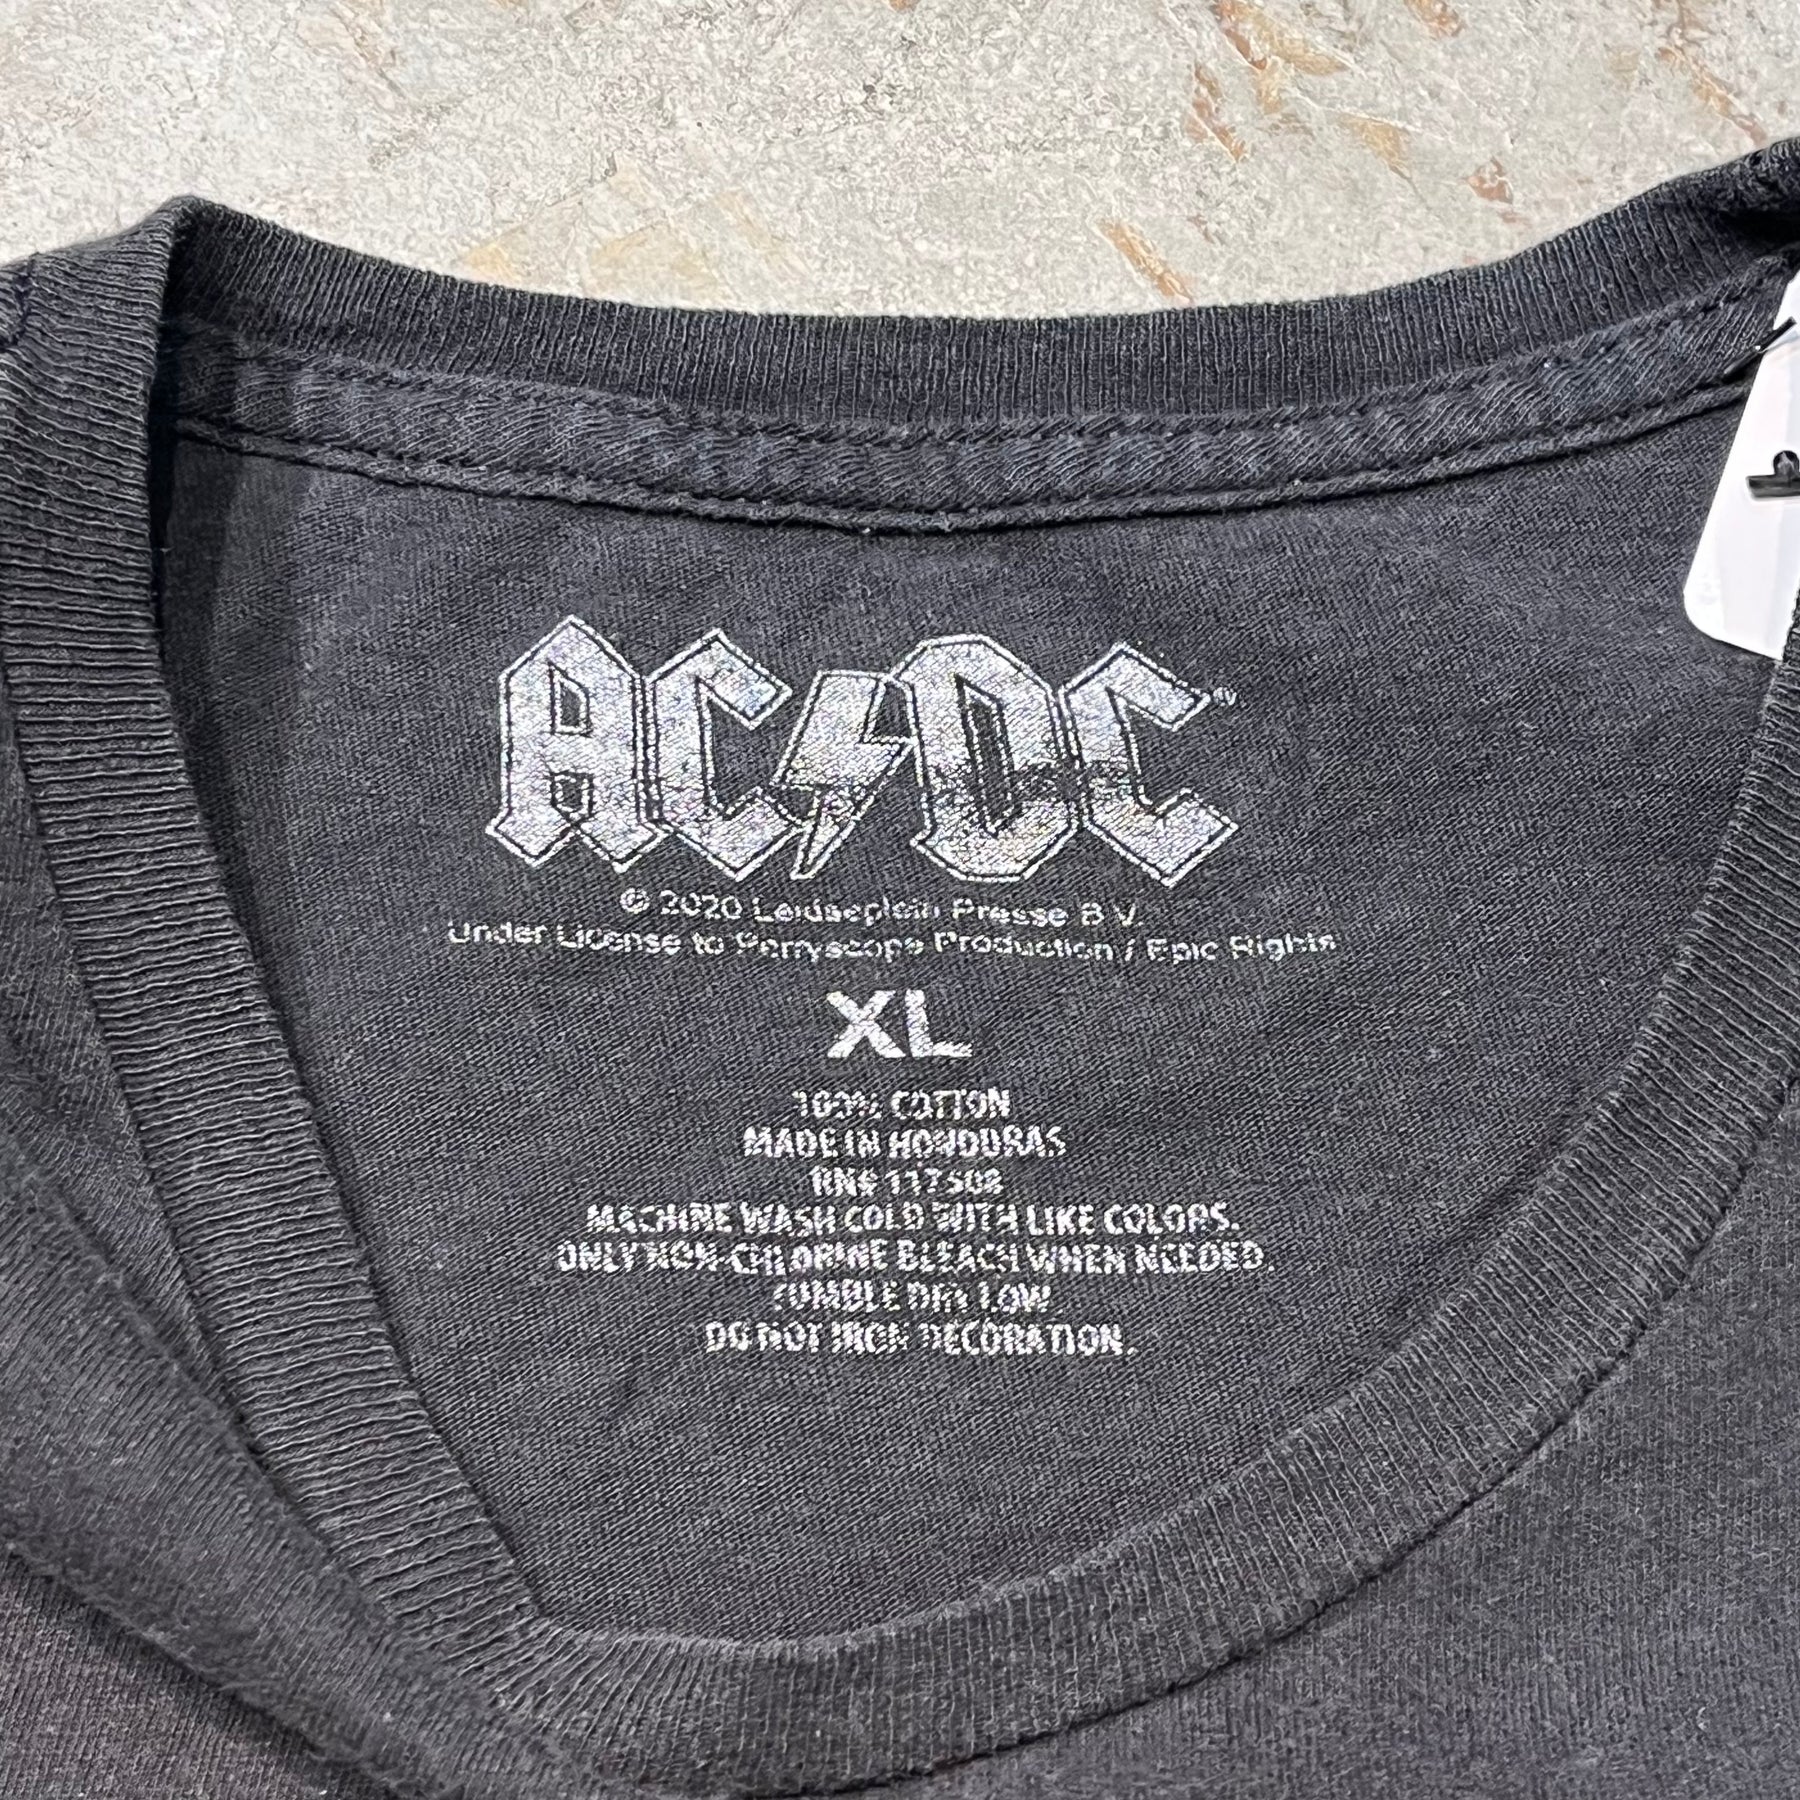 AC⚡DC®
© 2020 Leidseplein Presse B.V.
Under License to Perryscope Production / Epic Rights
XL
100% COTTON
MADE IN HONDURAS
RN# 117508
MACHINE WASH COLD WITH LIKE COLORS.
ONLY NON-CHLORINE BLEACH WHEN NEEDED.
TUMBLE DRY LOW.
DO NOT IRON DECORATION.